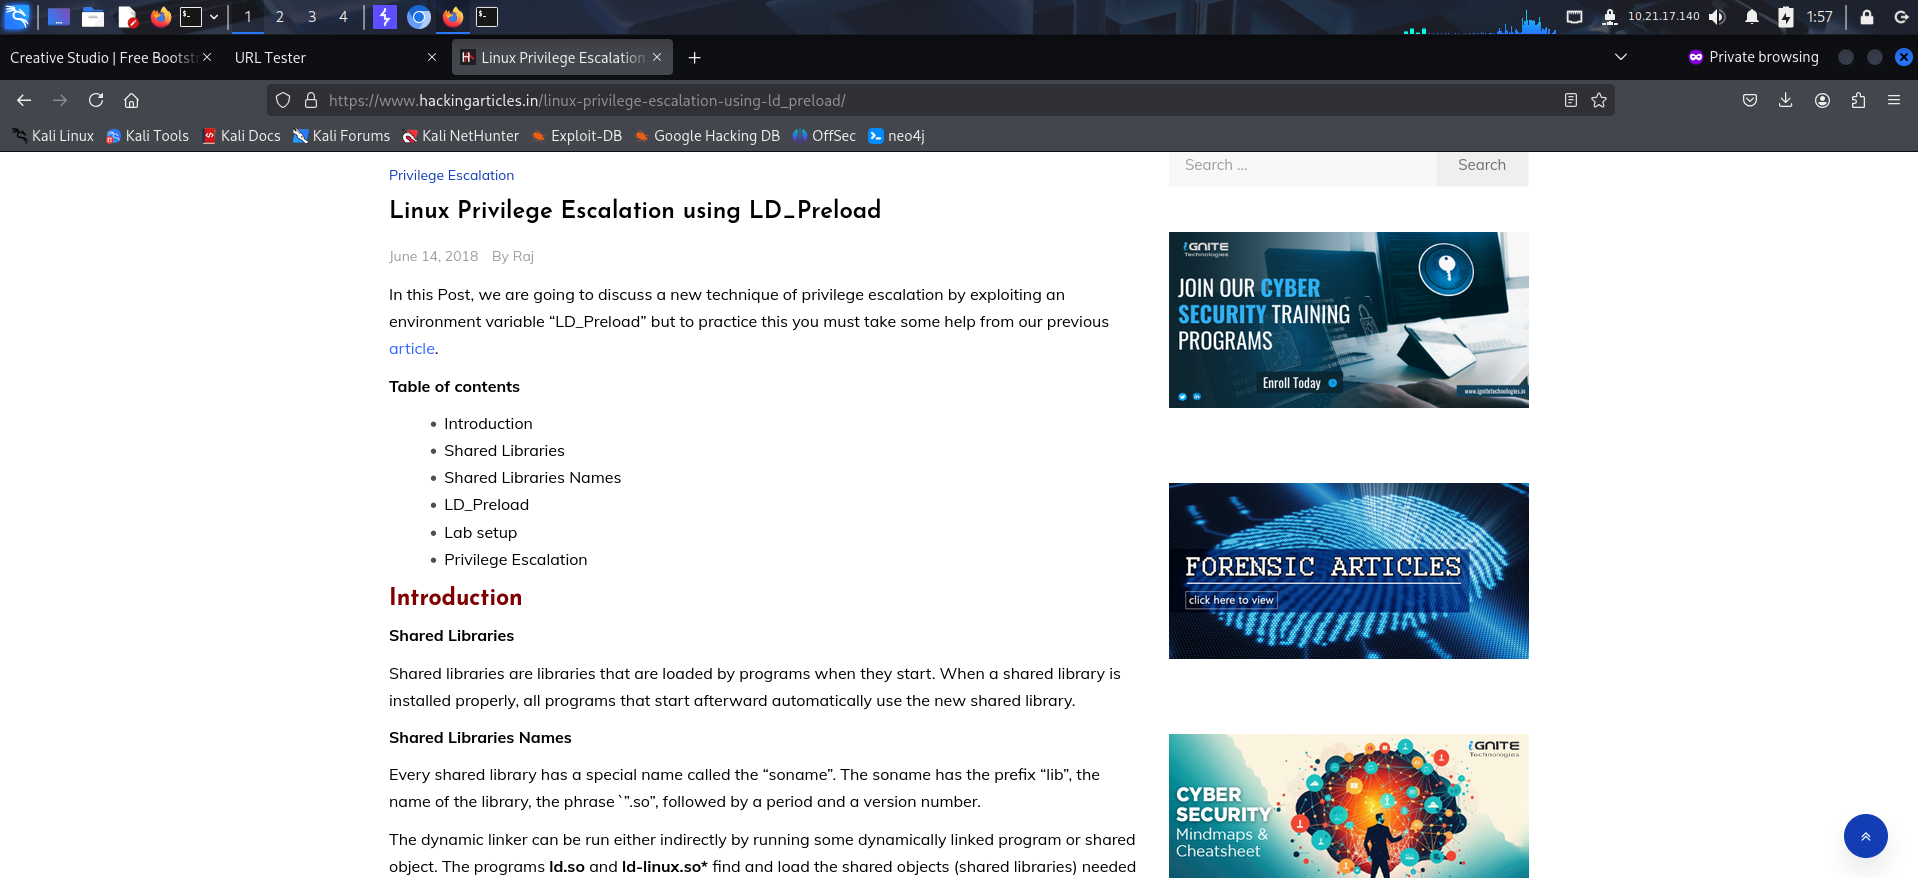 1 2 3 4 10.21.17.140 1:57
Creative Studio | Free Bootstr URL Tester Linux Privilege Escalation Private browsing
https://www.hackingarticles.in/linux-privilege-escalation-using-ld_preload/
Kali Linux Kali Tools Kali Docs Kali Forums Kali NetHunter Exploit-DB Google Hacking DB OffSec neo4j
Privilege Escalation
Linux Privilege Escalation using LD_Preload
June 14, 2018 By Raj
In this Post, we are going to discuss a new technique of privilege escalation by exploiting an
environment variable “LD_Preload” but to practice this you must take some help from our previous
article.
Table of contents
Introduction
Shared Libraries
Shared Libraries Names
LD_Preload
Lab setup
Privilege Escalation
Introduction
Shared Libraries
Shared libraries are libraries that are loaded by programs when they start. When a shared library is
installed properly, all programs that start afterward automatically use the new shared library.
Shared Libraries Names
Every shared library has a special name called the “soname”. The soname has the prefix “lib”, the
name of the library, the phrase `”.so”, followed by a period and a version number.
The dynamic linker can be run either indirectly by running some dynamically linked program or shared
object. The programs ld.so and ld-linux.so* find and load the shared objects (shared libraries) needed
Search ... Search
iGNITE
Technologies
JOIN OUR CYBER
SECURITY TRAINING
PROGRAMS
Enroll Today
www.ignitetechnologies.in
FORENSIC ARTICLES
click here to view
iGNITE
Technologies
CYBER
SECURITY
Mindmaps &
Cheatsheet